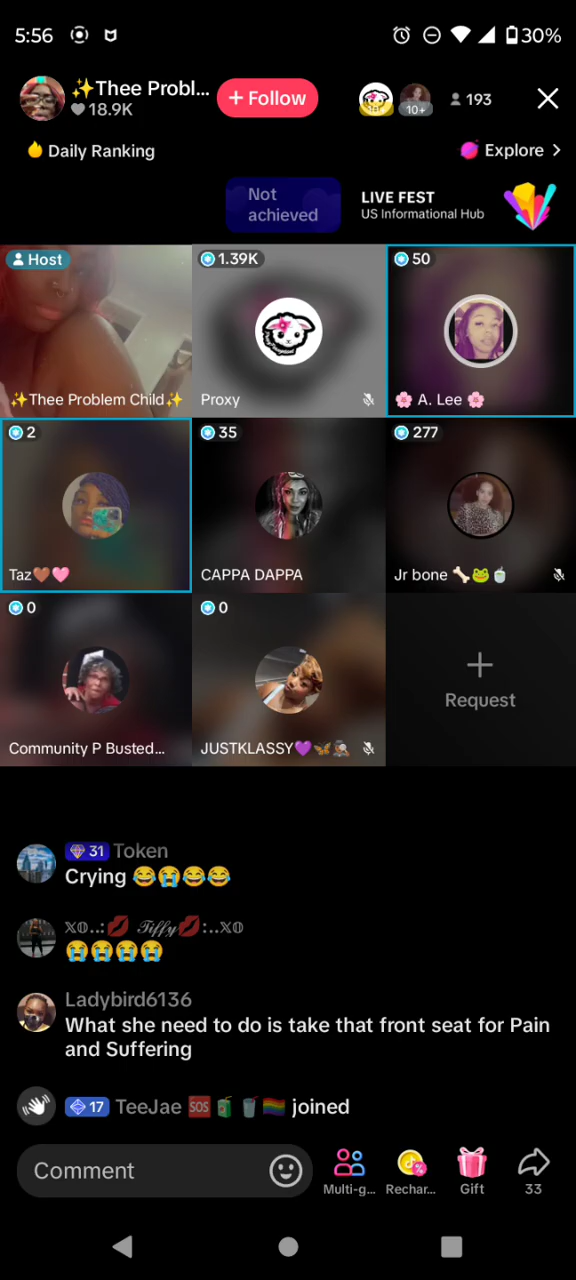 5:56
30%
✨Thee Probl...
18.9K
+ Follow
10+
193
Daily Ranking
Explore >
Not
achieved
LIVE FEST
US Informational Hub
Host
1.39K
50
✨Thee Problem Child✨
Proxy
🌸 A. Lee 🌸
2
35
277
Taz🤎🩷
CAPPA DAPPA
Jr bone 🦴🐸🍵
0
0
Community P Busted...
JUSTKLASSY💜🦋🕵🏽
+
Request
31 Token
Crying 😂😭😂😂
𝕏𝕆..:💋 𝒯𝒾𝒻𝒻𝓎💋:..𝕏𝕆
😭😭😭😭
Ladybird6136
What she need to do is take that front seat for Pain
and Suffering
17 TeeJae 🆘🧃🥤🏳️‍🌈 joined
Comment
Multi-g...
Rechar...
Gift
33